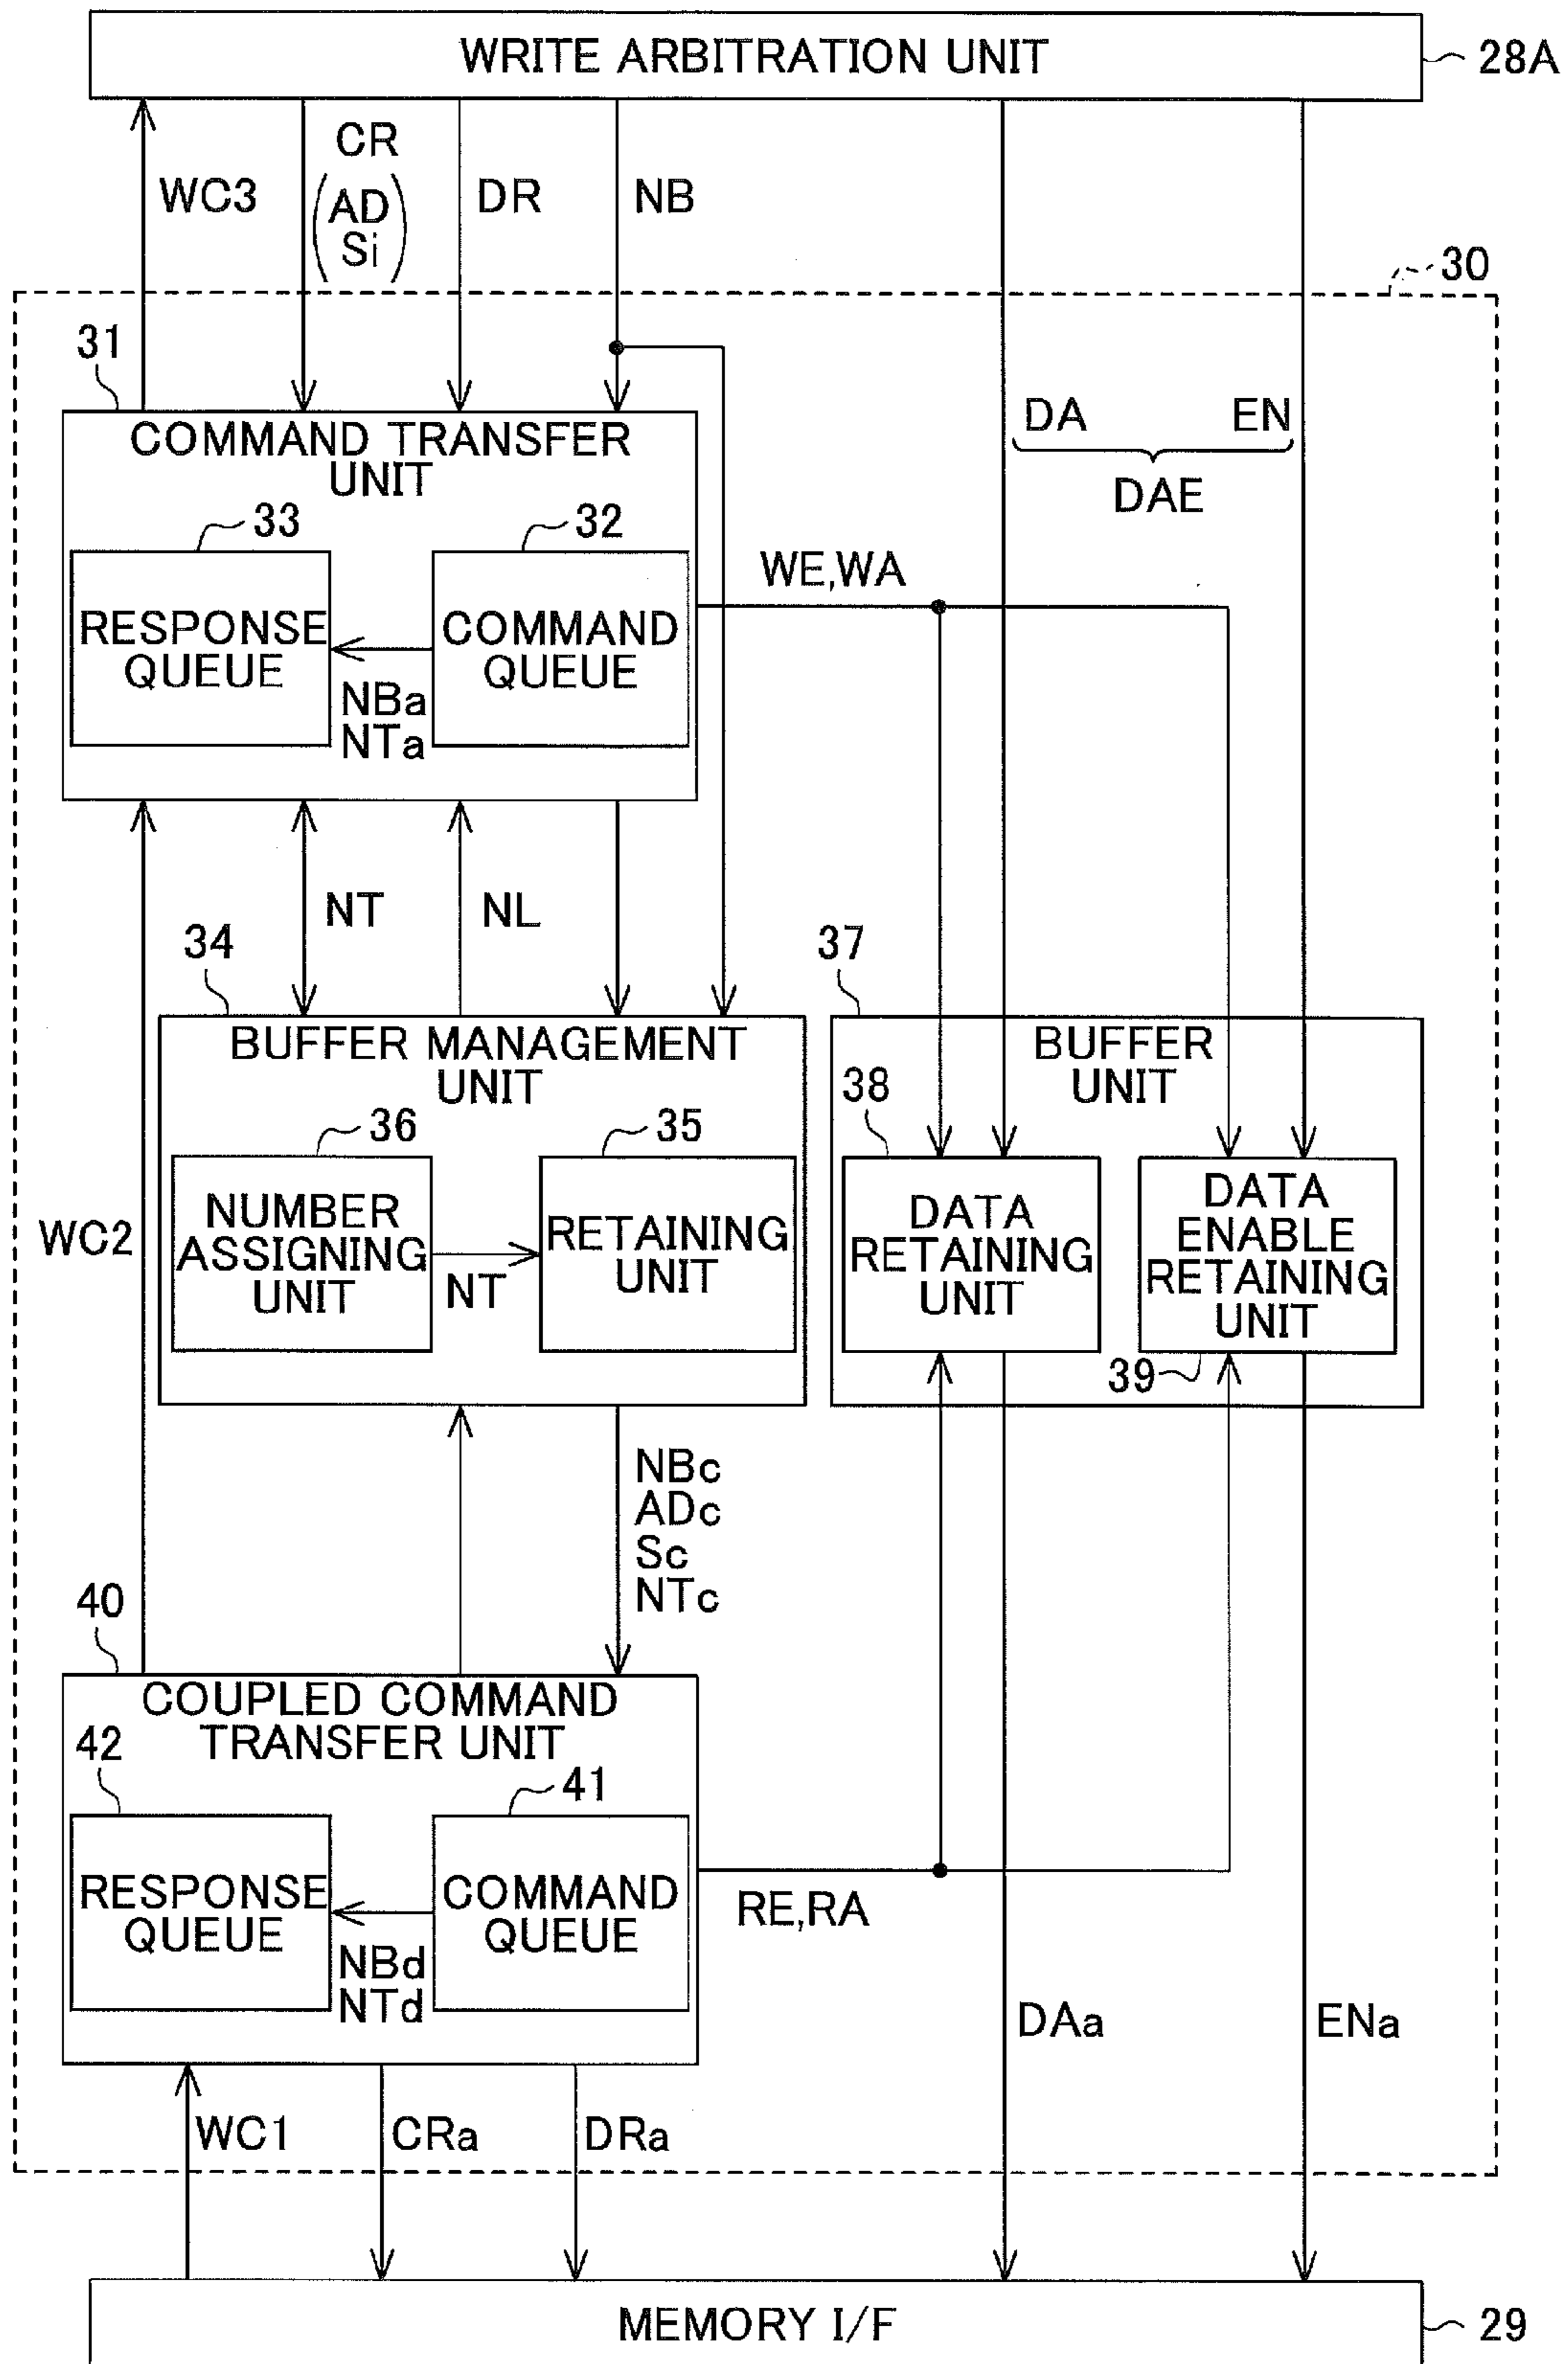 WRITE ARBITRATION UNIT
28A
WC3
CR
(AD
Si)
DR
NB
30
31
COMMAND TRANSFER
UNIT
33
32
RESPONSE
QUEUE
COMMAND
QUEUE
NBa
NTa
WE,WA
DA
EN
DAE
NT
NL
34
37
BUFFER MANAGEMENT
UNIT
36
35
NUMBER
ASSIGNING
UNIT
NT
RETAINING
UNIT
BUFFER
UNIT
38
DATA
RETAINING
UNIT
DATA
ENABLE
RETAINING
UNIT
39
WC2
NBc
ADc
Sc
NTc
40
COUPLED COMMAND
TRANSFER UNIT
42
41
RESPONSE
QUEUE
COMMAND
QUEUE
NBd
NTd
RE,RA
DAa
ENa
WC1
CRa
DRa
MEMORY I/F
29